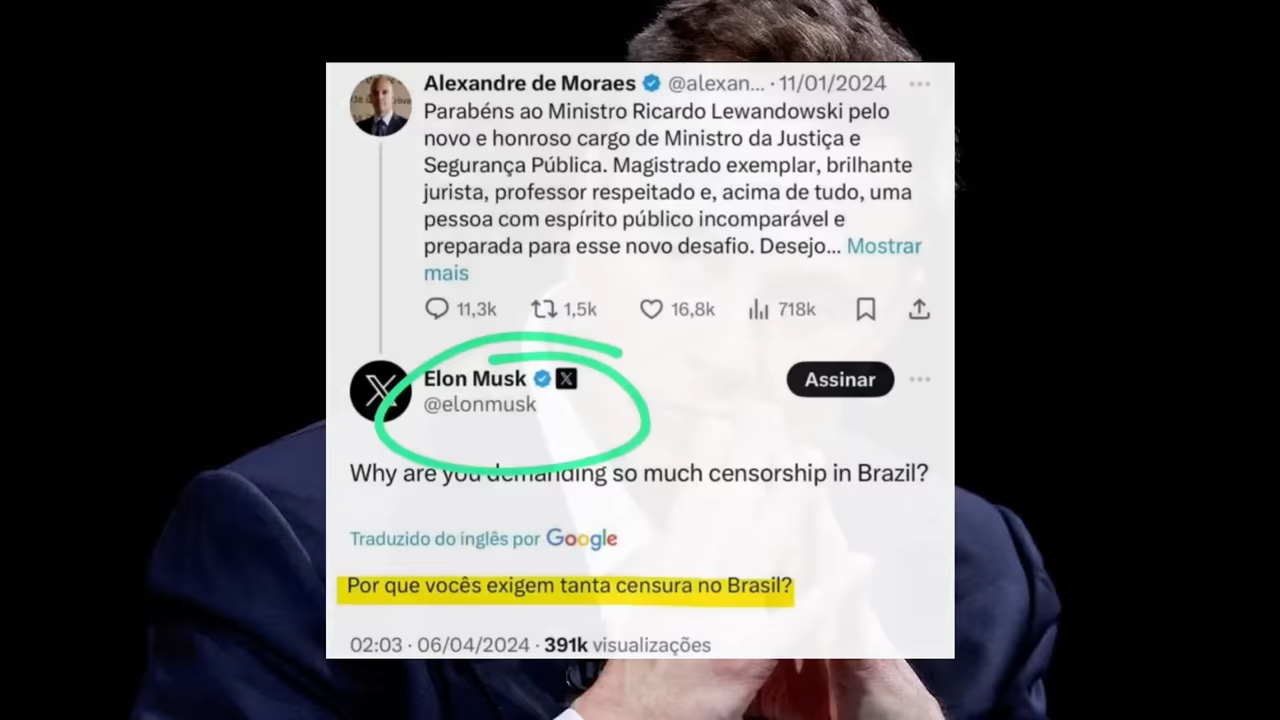 Alexandre de Moraes @alexan... · 11/01/2024 ...
Parabéns ao Ministro Ricardo Lewandowski pelo
novo e honroso cargo de Ministro da Justiça e
Segurança Pública. Magistrado exemplar, brilhante
jurista, professor respeitado e, acima de tudo, uma
pessoa com espírito público incomparável e
preparada para esse novo desafio. Desejo... Mostrar
mais
11,3k 1,5k 16,8k 718k
Elon Musk X
Assinar ...
@elonmusk
Why are you demanding so much censorship in Brazil?
Traduzido do inglês por Google
Por que vocês exigem tanta censura no Brasil?
02:03 · 06/04/2024 · 391k visualizações